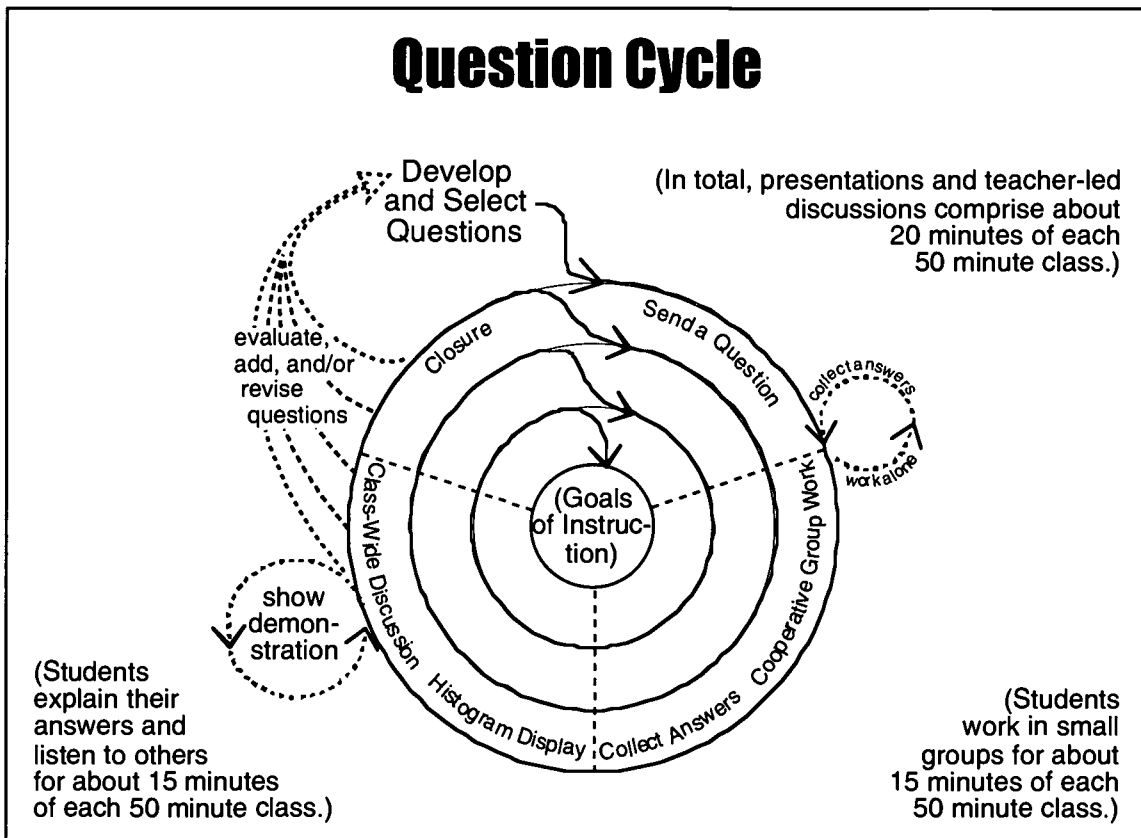 Question Cycle
Develop
and Select
Questions
(In total, presentations and teacher-led
discussions comprise about
20 minutes of each
50 minute class.)
evaluate,
add, and/or
revise
questions
Closure
Send a Question
collect answers
work alone
Cooperative Group Work
Collect Answers
Histogram Display
Class-Wide Discussion
(Goals
of Instruc-
tion)
show
demon-
stration
(Students
explain their
answers and
listen to others
for about 15 minutes
of each 50 minute class.)
(Students
work in small
groups for about
15 minutes of each
50 minute class.)